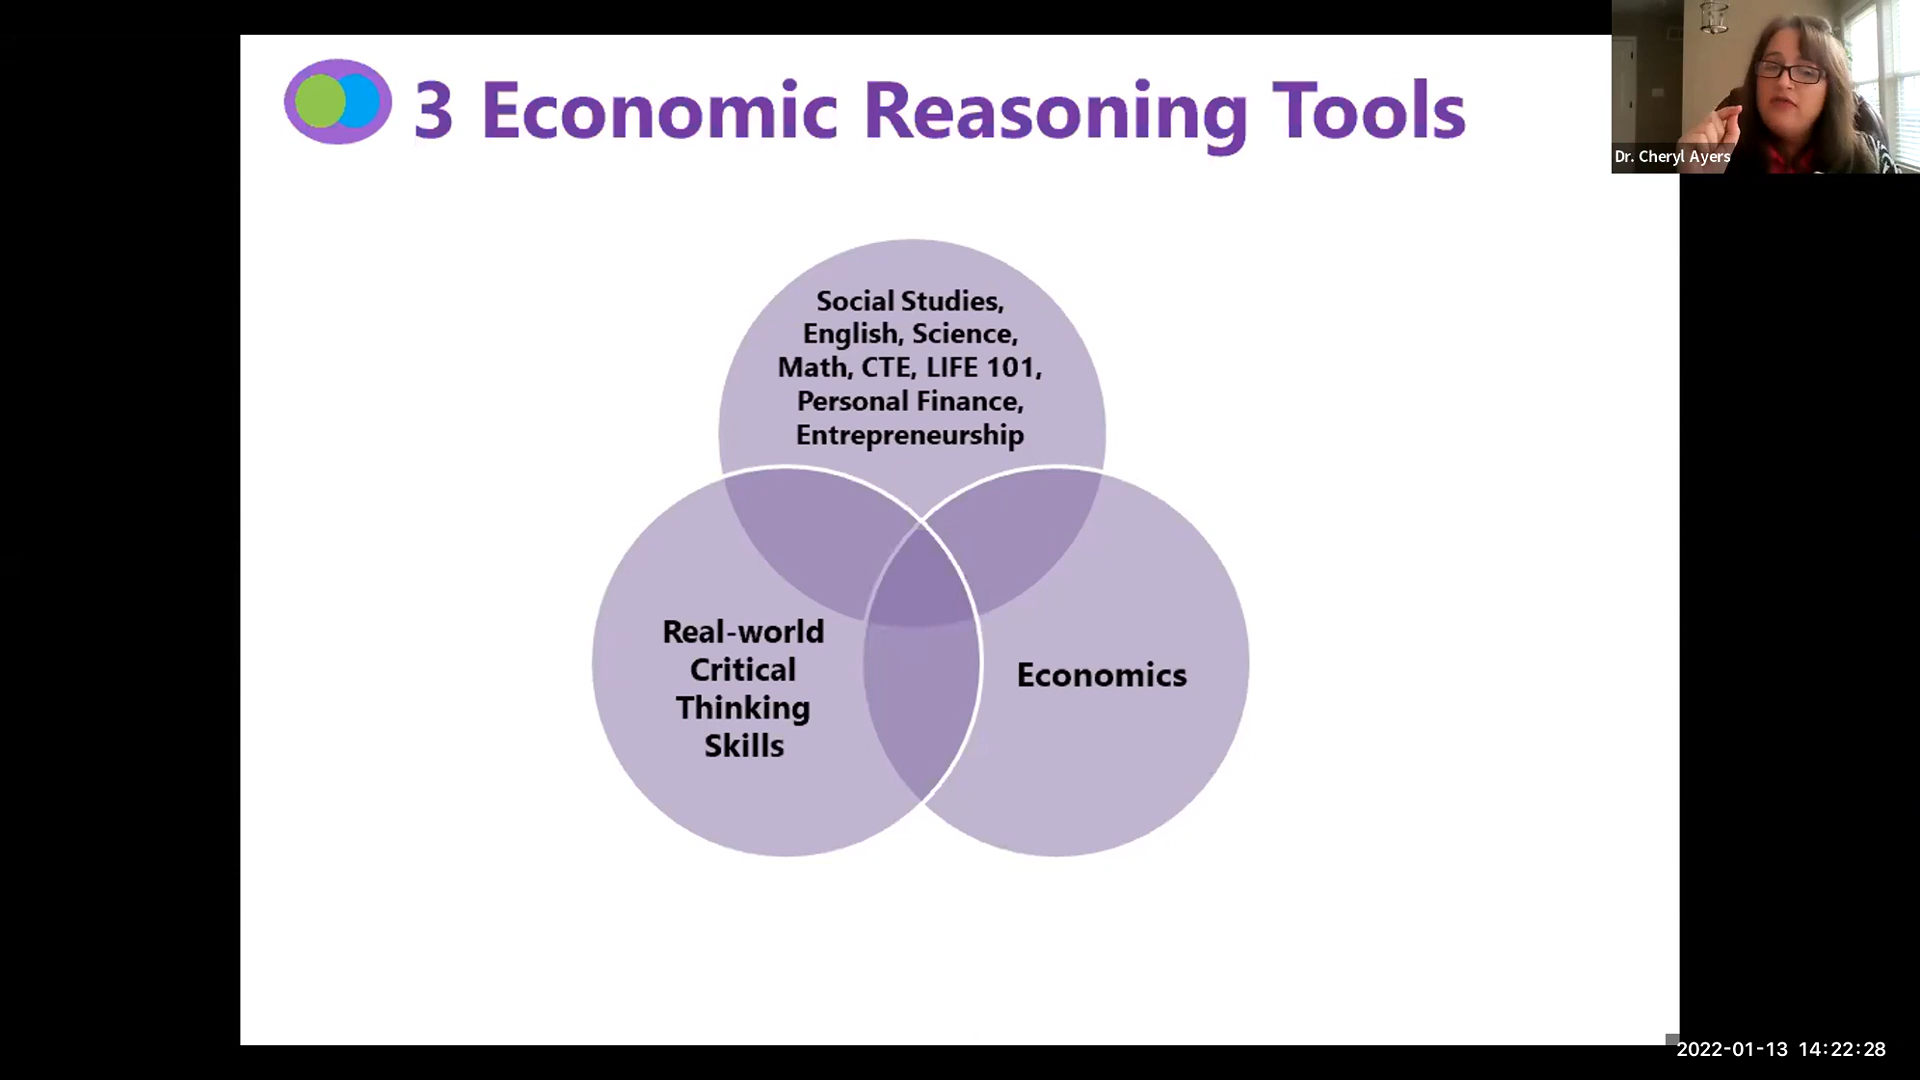 3 Economic Reasoning Tools
Dr. Cheryl Ayers
Social Studies,
English, Science,
Math, CTE, LIFE 101,
Personal Finance,
Entrepreneurship
Real-world
Critical
Thinking
Skills
Economics
2022-01-13 14:22:28